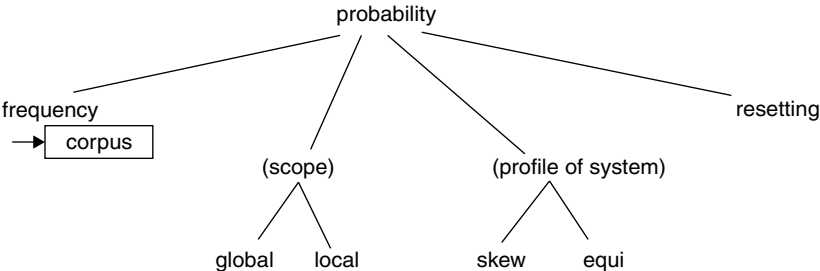 probability
frequency
resetting
corpus
(scope)
(profile of system)
global
local
skew
equi